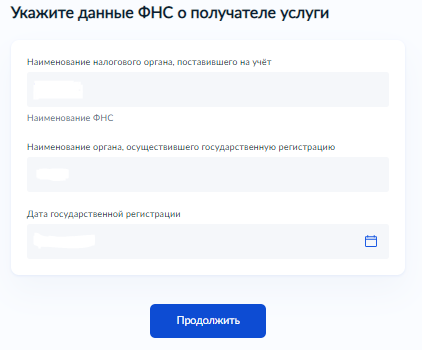 Укажите данные ФНС о получателе услуги
Наименование налогового органа, поставившего на учёт
Наименование ФНС
Наименование органа, осуществившего государственную регистрацию
Дата государственной регистрации
Продолжить